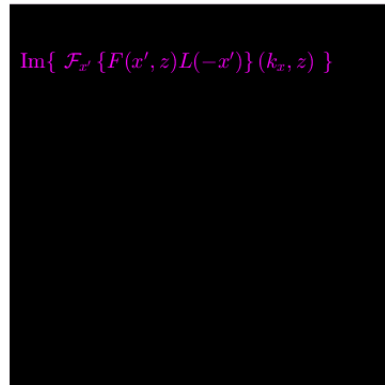 Im{ ℱ_{x′} {F(x′, z)L(−x′)} (k_x, z) }